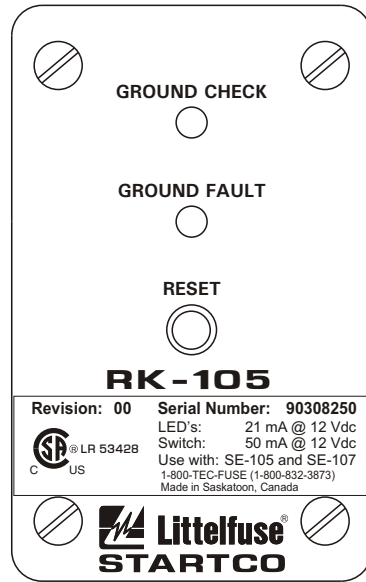 GROUND CHECK
GROUND FAULT
RESET
RK-105
Revision: 00 Serial Number: 90308250
LED's: 21 mA @ 12 Vdc
Switch: 50 mA @ 12 Vdc
SA ® LR 53428
C US
Use with: SE-105 and SE-107
1-800-TEC-FUSE (1-800-832-3873)
Made in Saskatoon, Canada
Littelfuse®
STARTCO